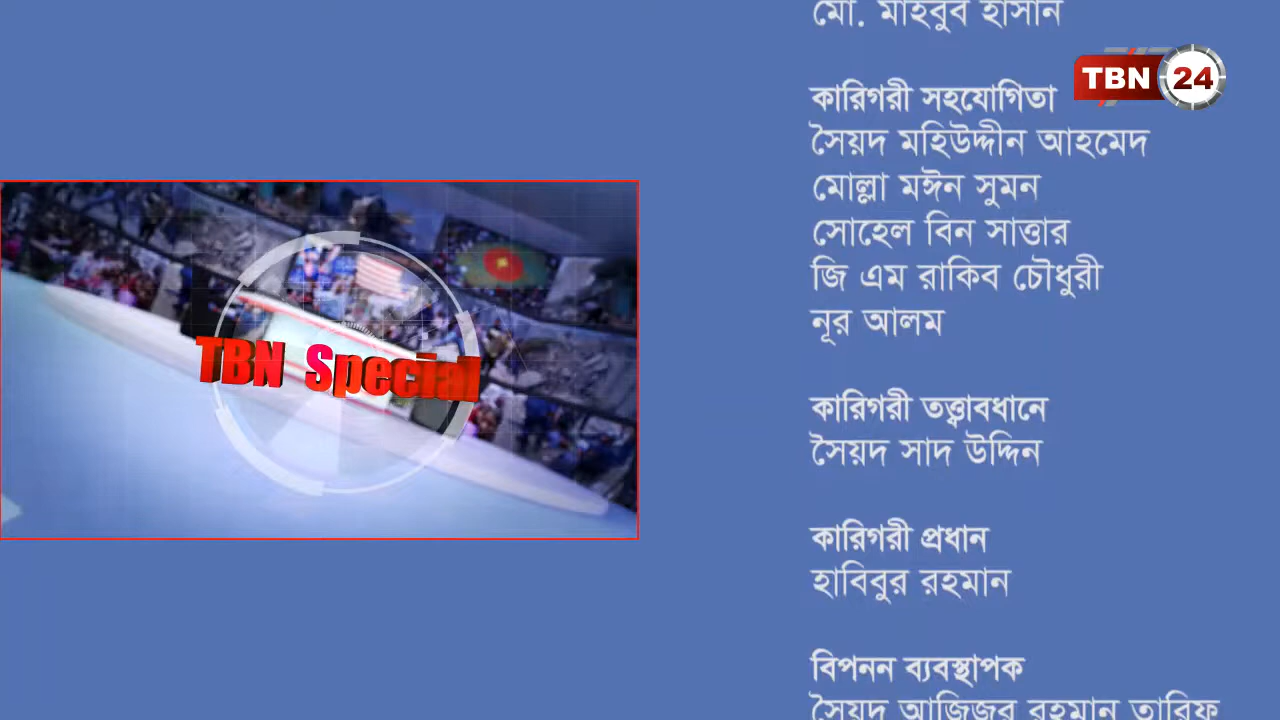 মো. মাহবুব হাসান
TBN 24
কারিগরী সহযোগিতা
সৈয়দ মহিউদ্দীন আহমেদ
মোল্লা মঈন সুমন
সোহেল বিন সাত্তার
জি এম রাকিব চৌধুরী
নূর আলম
TBN Special
কারিগরী তত্ত্বাবধানে
সৈয়দ সাদ উদ্দিন
কারিগরী প্রধান
হাবিবুর রহমান
বিপনন ব্যবস্থাপক
সৈয়দ আজিজুর রহমান তারিফ